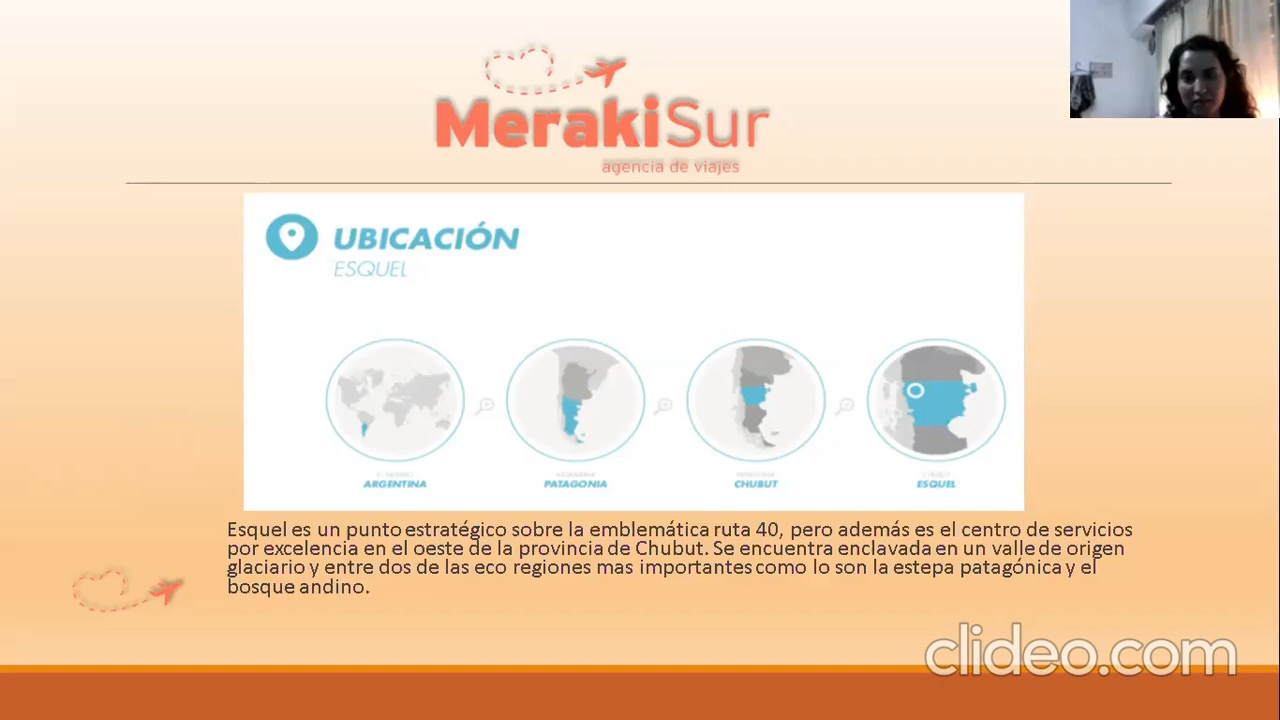 MerakiSur
agencia de viajes
UBICACIÓN
ESQUEL
ARGENTINA
PATAGONIA
CHUBUT
ESQUEL
Esquel es un punto estratégico sobre la emblemática ruta 40, pero además es el centro de servicios
por excelencia en el oeste de la provincia de Chubut. Se encuentra enclavada en un valle de origen
glaciario y entre dos de las eco regiones mas importantes como lo son la estepa patagónica y el
bosque andino.
clideo.com